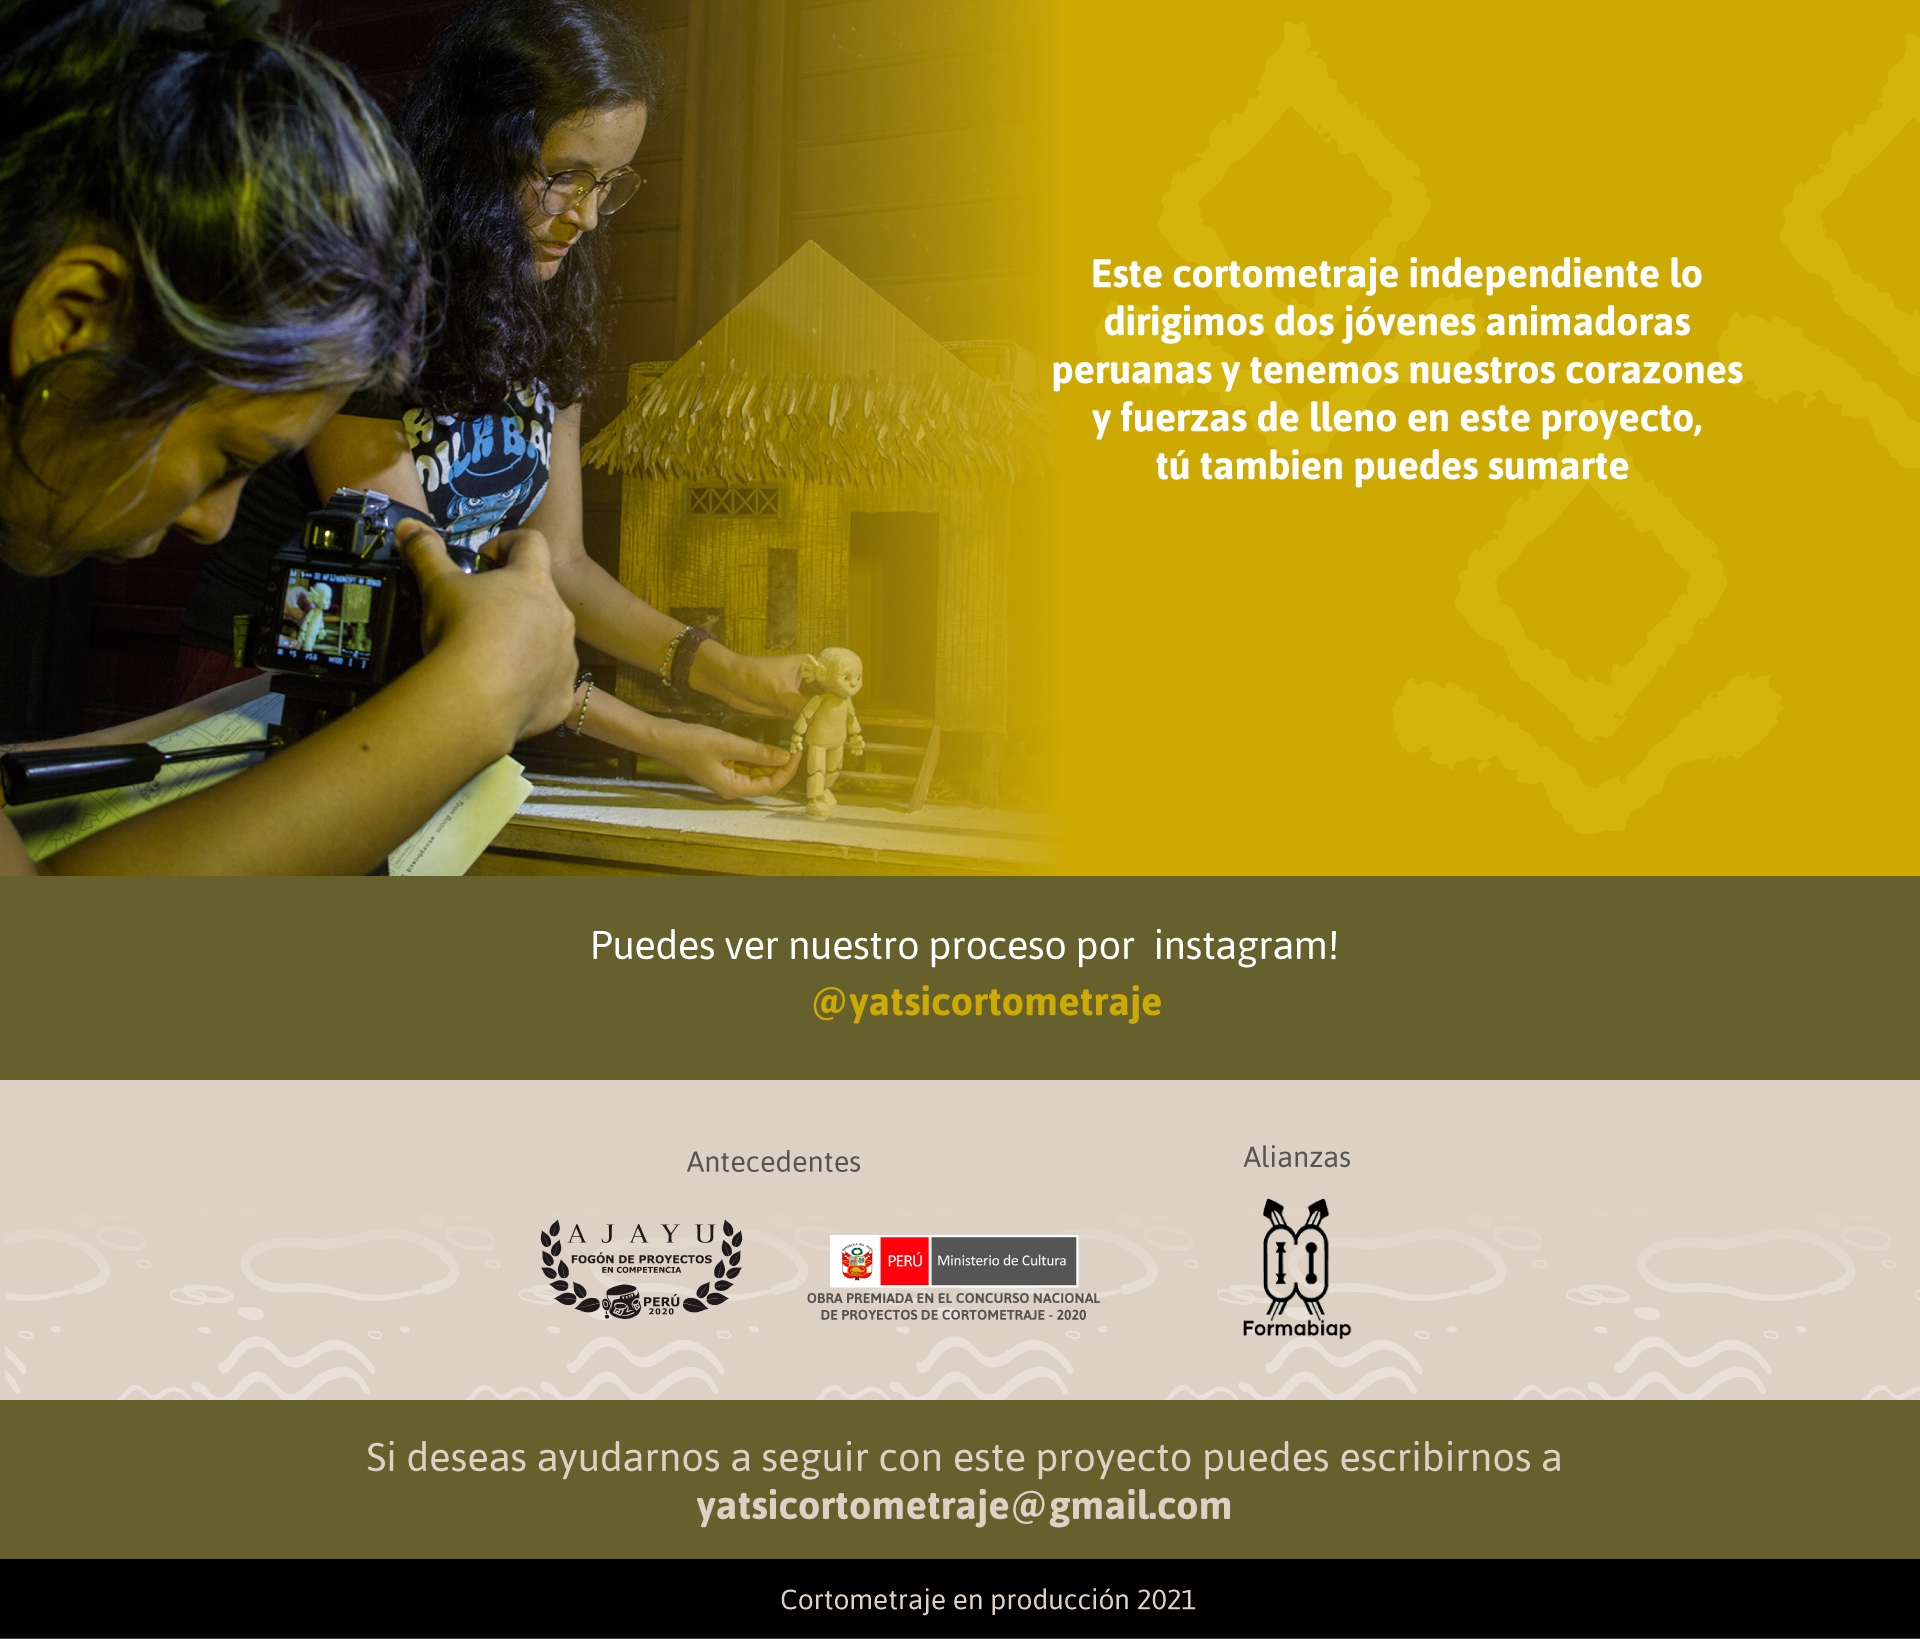 Este cortometraje independiente lo
dirigimos dos jóvenes animadoras
peruanas y tenemos nuestros corazones
y fuerzas de lleno en este proyecto,
tú tambien puedes sumarte
Puedes ver nuestro proceso por instagram!
@yatsicortometraje
Antecedentes
Alianzas
AJAYU
FOGÓN DE PROYECTOS
EN COMPETENCIA
PERÚ
2020
PERÚ
Ministerio de Cultura
OBRA PREMIADA EN EL CONCURSO NACIONAL
DE PROYECTOS DE CORTOMETRAJE - 2020
Formabiap
Si deseas ayudarnos a seguir con este proyecto puedes escribirnos a
yatsicortometraje@gmail.com
Cortometraje en producción 2021